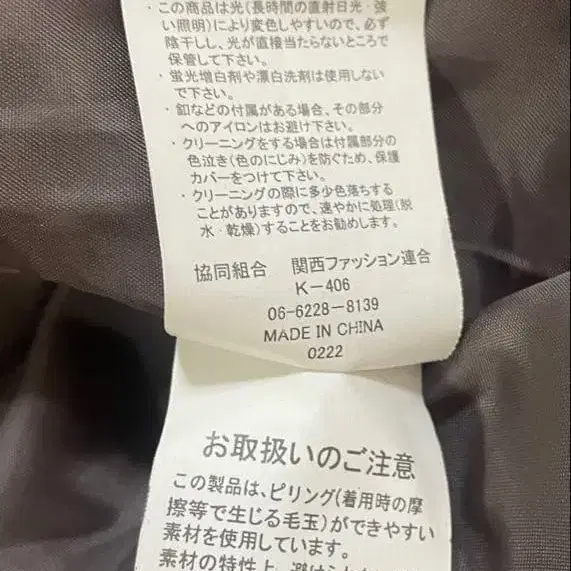 ・この商品は光(長時間の直射日光・強
い照明)により変色しやすいので、必ず
陰干しし、光が直接当たらないところで
保管して下さい。
・蛍光増白剤や漂白洗剤は使用しない
で下さい。
・釦などの付属がある場合、その部分
へのアイロンはお避け下さい。
・クリーニングをする場合は付属部分の
色泣き(色のにじみ)を防ぐため、保護
カバーをつけて下さい。
・クリーニングの際に多少色落ちする
ことがありますので、速やかに処理(脱
水・乾燥)することをお勧めします。
協同組合 関西ファッション連合
K-406
06-6228-8139
MADE IN CHINA
0222
お取扱いのご注意
この製品は、ピリング(着用時の摩
擦等で生じる毛玉)ができやすい
素材を使用しています。
素材の特性上、避けられ